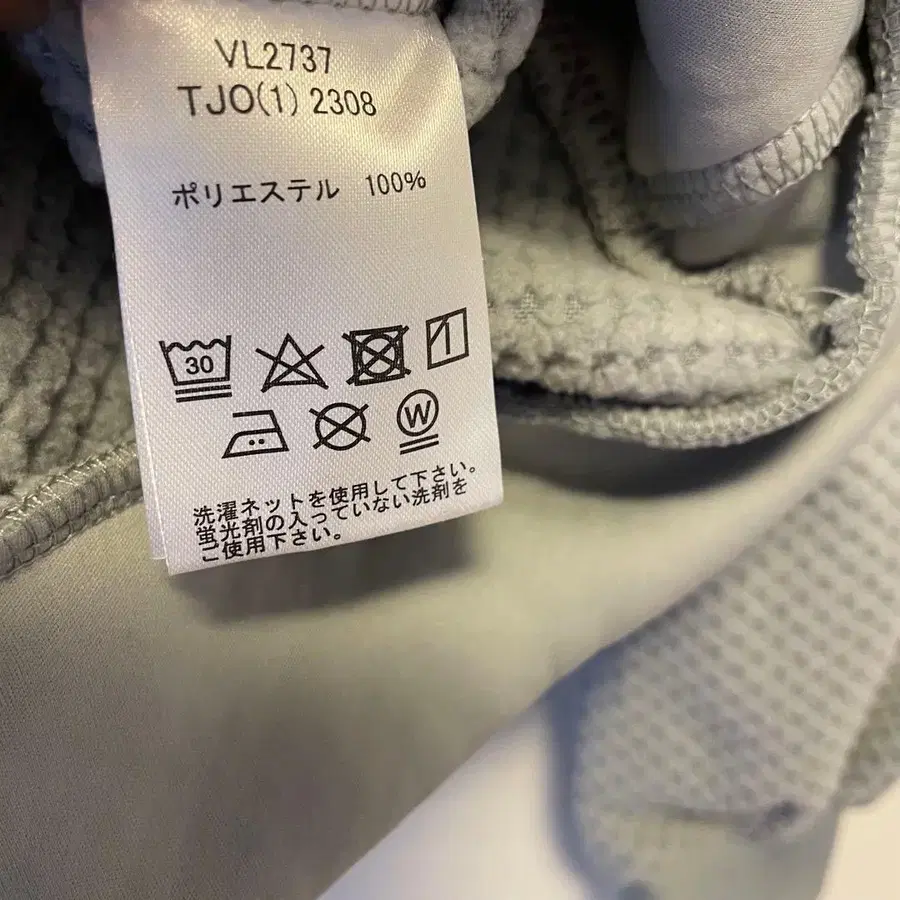 VL2737
TJO(1) 2308
ポリエステル 100%
30
W
洗濯ネットを使用して下さい。
蛍光剤の入っていない洗剤を
ご使用下さい。